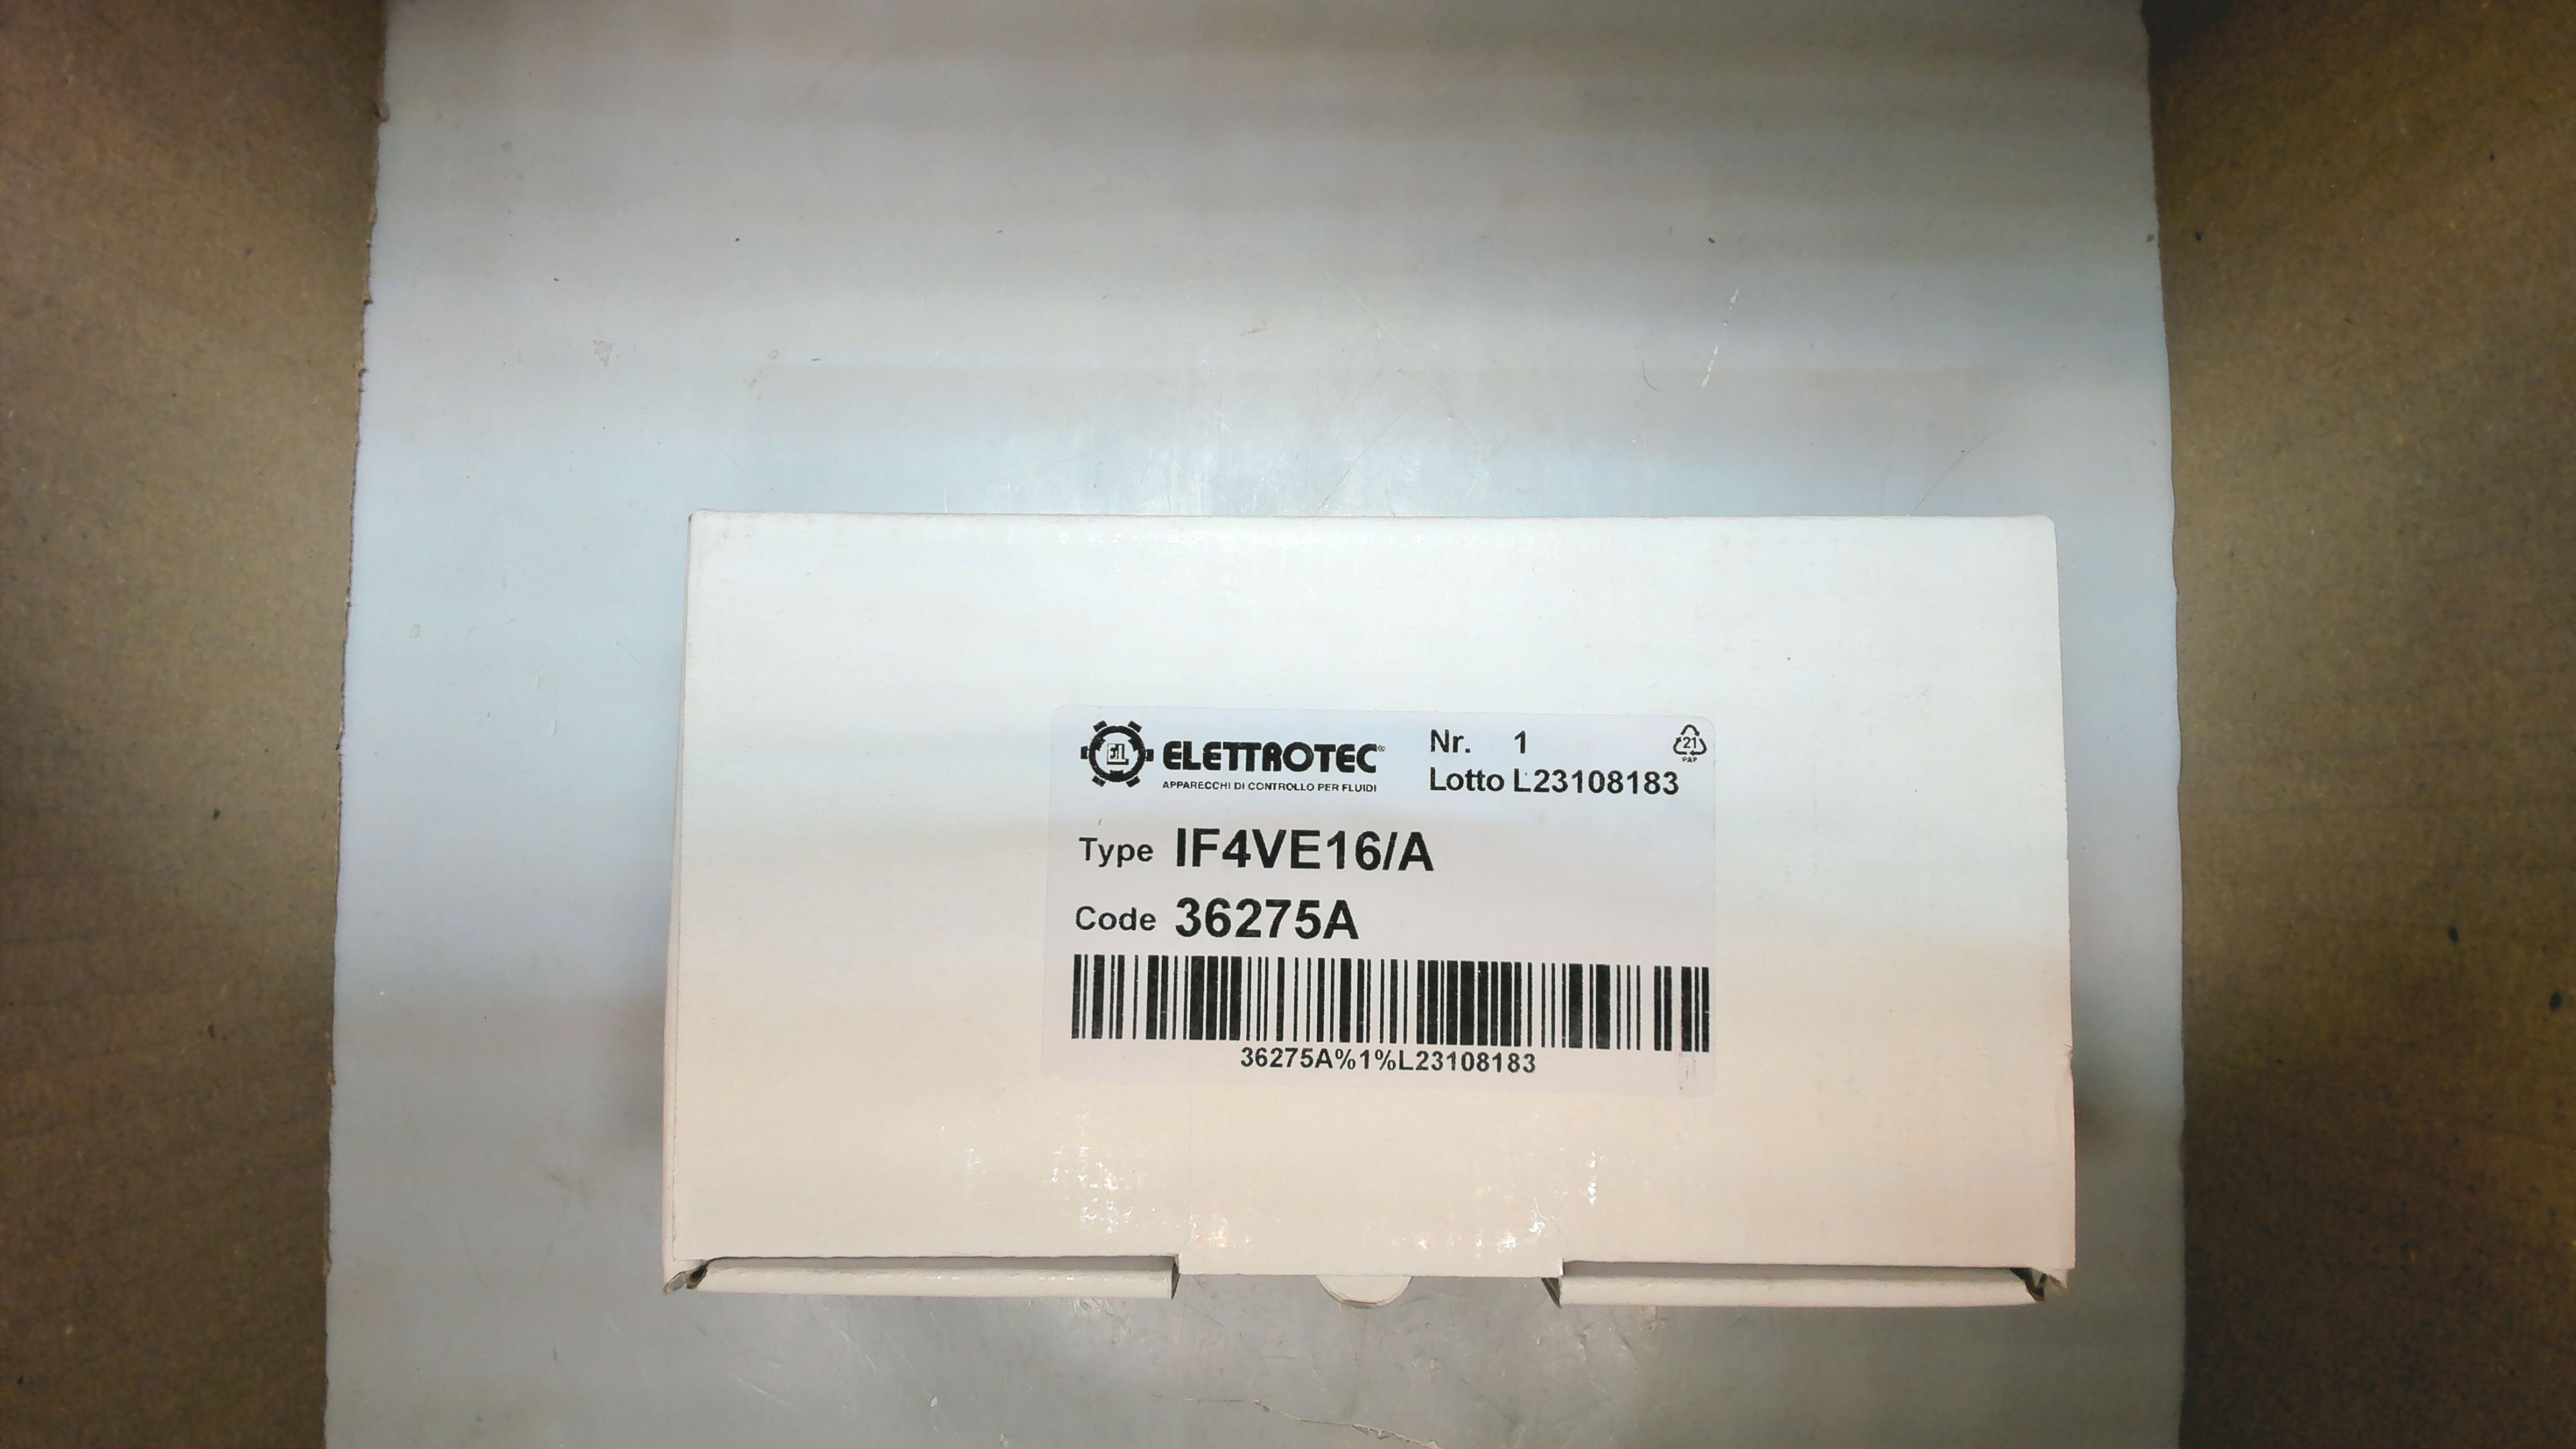 ELETTROTEC®
APPARECCHI DI CONTROLLO PER FLUIDI
Nr. 1
Lotto L23108183
21
PAP
Type IF4VE16/A
Code 36275A
36275A%1%L23108183